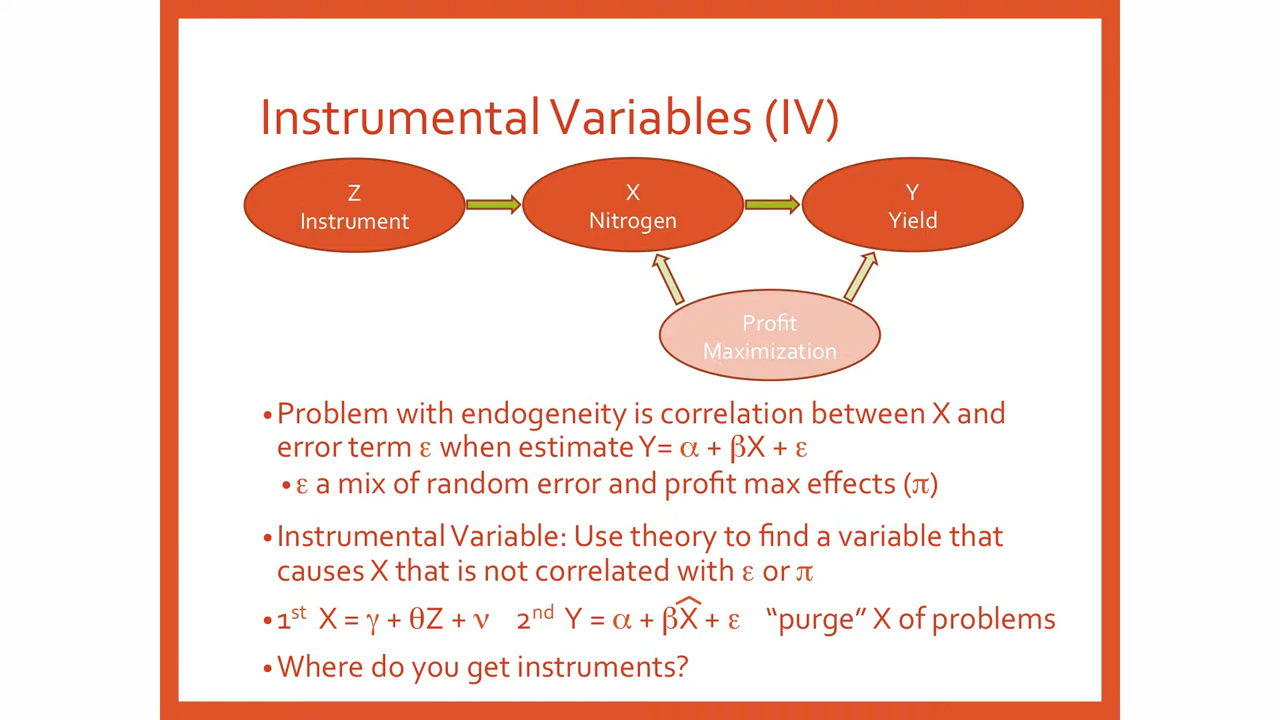 Instrumental Variables (IV)
Z
Instrument
X
Nitrogen
Y
Yield
Profit
Maximization
•Problem with endogeneity is correlation between X and
error term ε when estimate Y= α + βX + ε
•ε a mix of random error and profit max effects (π)
•Instrumental Variable: Use theory to find a variable that
causes X that is not correlated with ε or π
•1st X = γ + θZ + ν 2nd Y = α + βX̂ + ε “purge” X of problems
•Where do you get instruments?